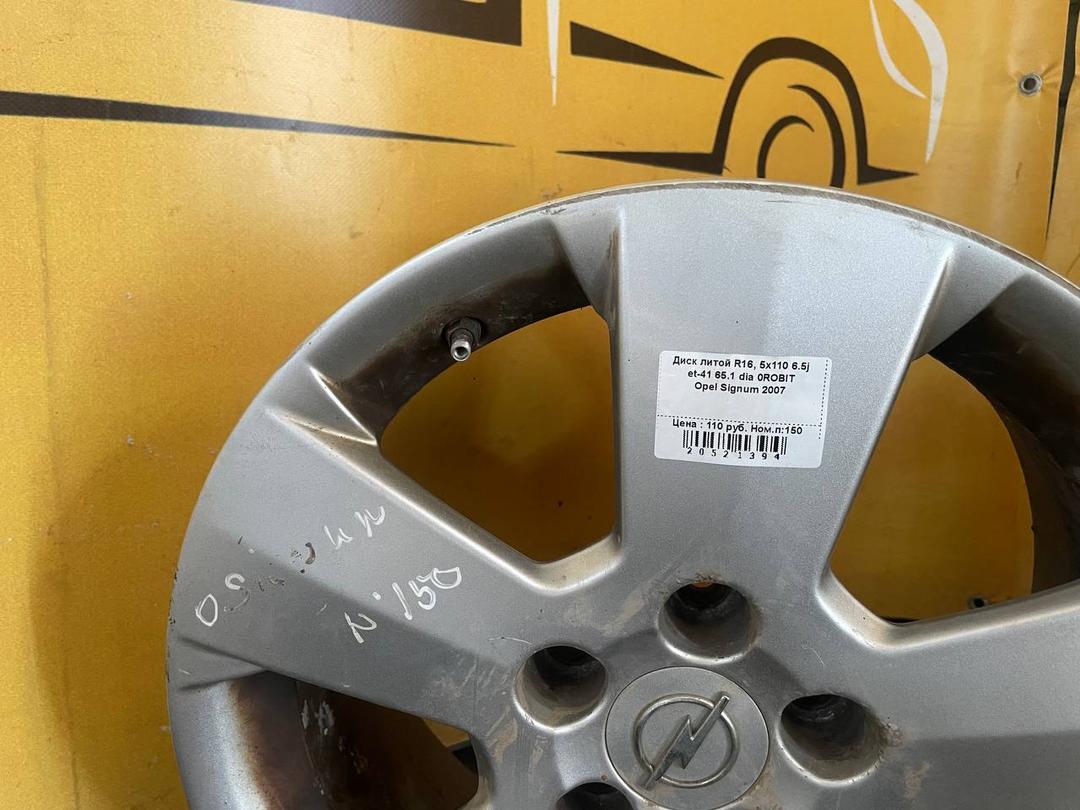 Диск литой R16, 5x110 6.5j
et-41 65.1 dia 0ROBIT
Opel Signum 2007
Цена : 110 руб. Ном.п:150
20521394
N. 150